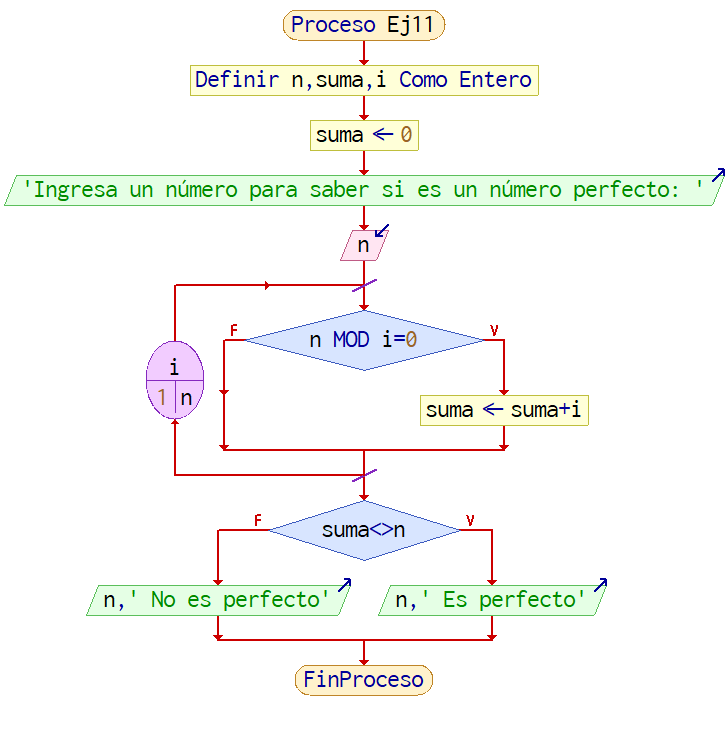 Proceso Ej11
Definir n,suma,i Como Entero
suma ← 0
'Ingresa un número para saber si es un número perfecto: '
n
n MOD i=0
F
V
i
1 n
suma ← suma+i
suma<>n
F
V
n,' No es perfecto'
n,' Es perfecto'
FinProceso